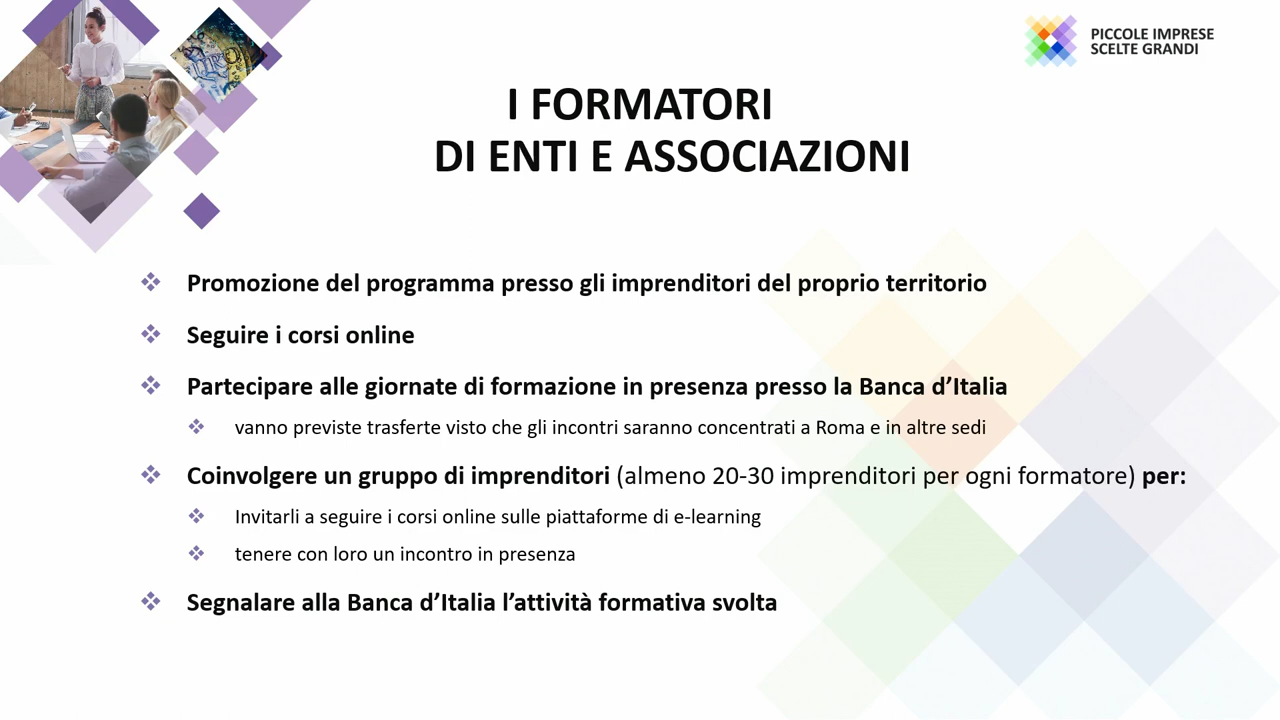 PICCOLE IMPRESE
SCELTE GRANDI
I FORMATORI
DI ENTI E ASSOCIAZIONI
Promozione del programma presso gli imprenditori del proprio territorio
Seguire i corsi online
Partecipare alle giornate di formazione in presenza presso la Banca d’Italia
vanno previste trasferte visto che gli incontri saranno concentrati a Roma e in altre sedi
Coinvolgere un gruppo di imprenditori (almeno 20-30 imprenditori per ogni formatore) per:
Invitarli a seguire i corsi online sulle piattaforme di e-learning
tenere con loro un incontro in presenza
Segnalare alla Banca d’Italia l’attività formativa svolta